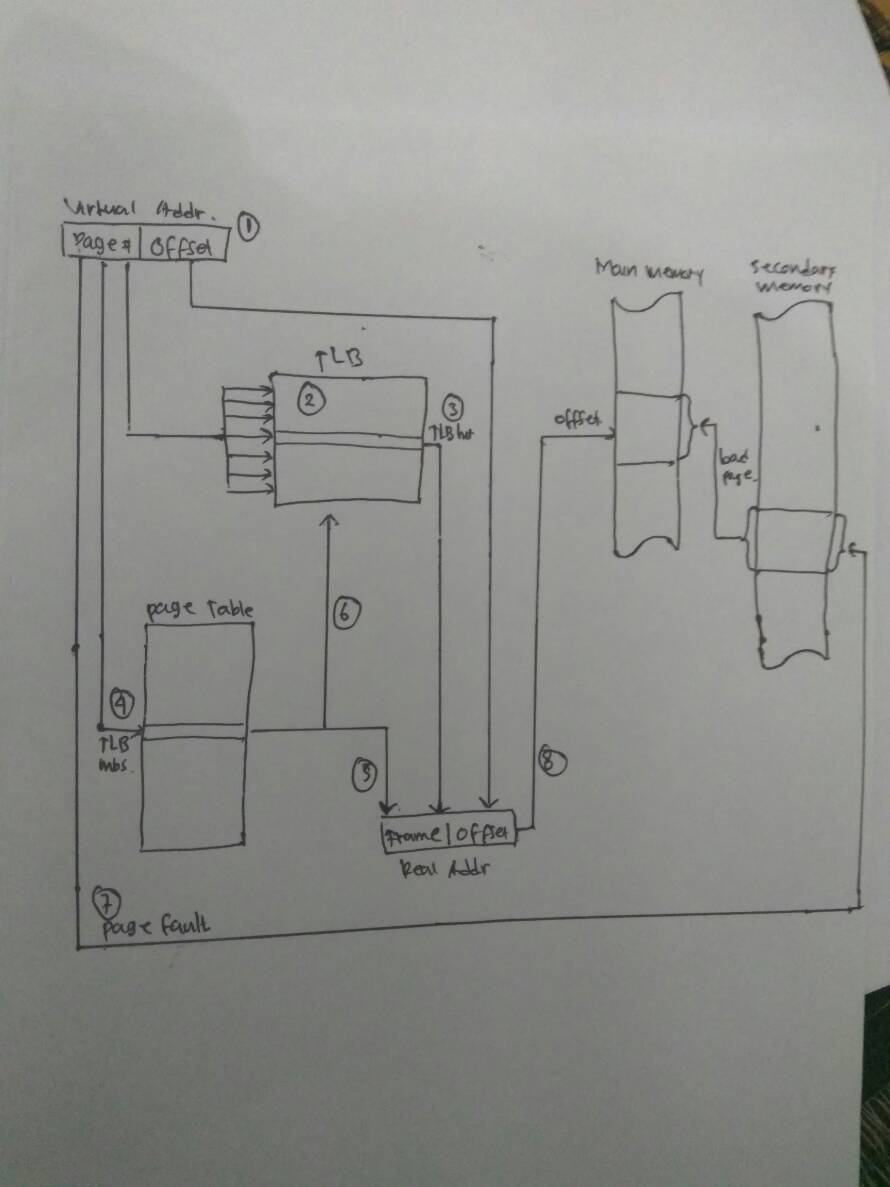 Virtual Addr. ①
Page # | Offset
Main memory
Secondary
memory
TLB
②
③
TLB hit
offset
load
page.
⑥
Page Table
④
TLB
miss.
⑤
⑧
Frame | Offset
Real Addr
⑦
page fault